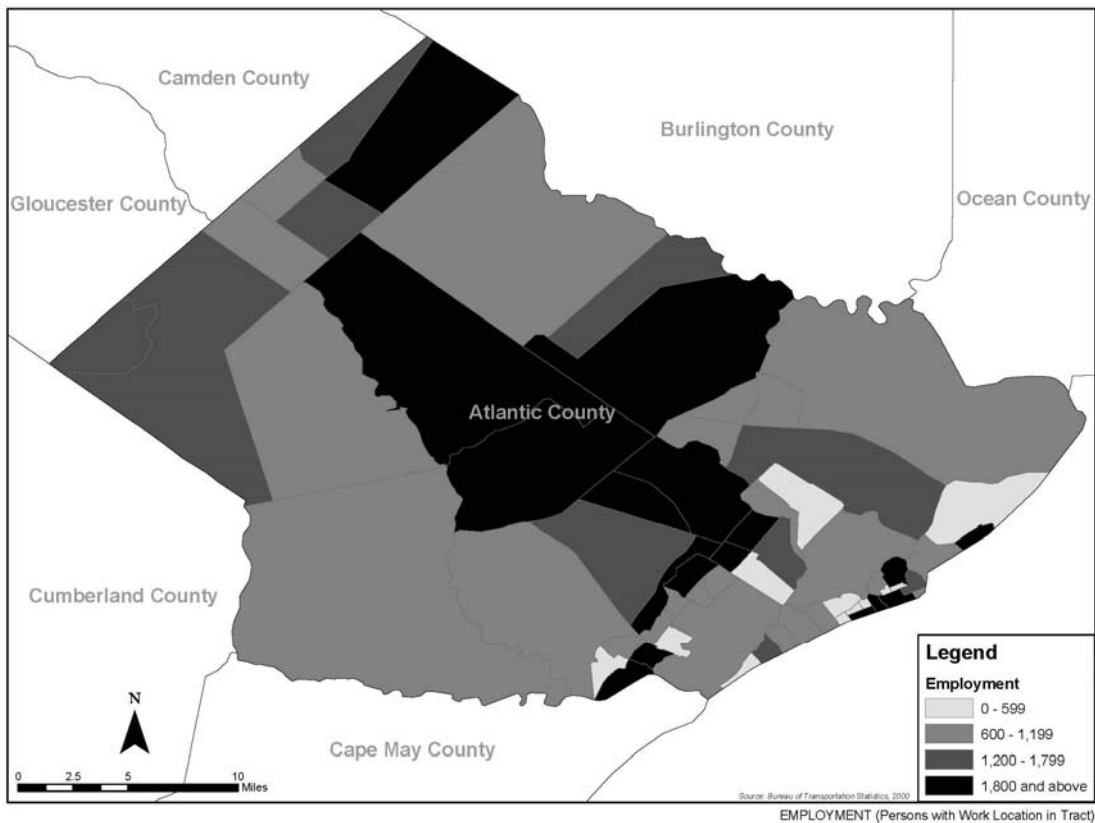 Camden County
Burlington County
Gloucester County
Ocean County
Atlantic County
Cumberland County
Cape May County
N
0 2.5 5 10
Miles
Legend
Employment
0 - 599
600 - 1,199
1,200 - 1,799
1,800 and above
Source: Bureau of Transportation Statistics, 2000
EMPLOYMENT (Persons with Work Location in Tract)